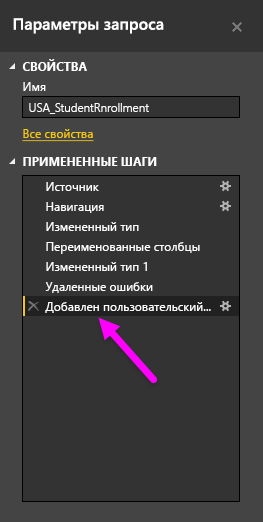 Параметры запроса
СВОЙСТВА
Имя
USA_StudentRnrollment
Все свойства
ПРИМЕНЕННЫЕ ШАГИ
Источник
Навигация
Измененный тип
Переименованные столбцы
Измененный тип 1
Удаленные ошибки
Добавлен пользовательский...